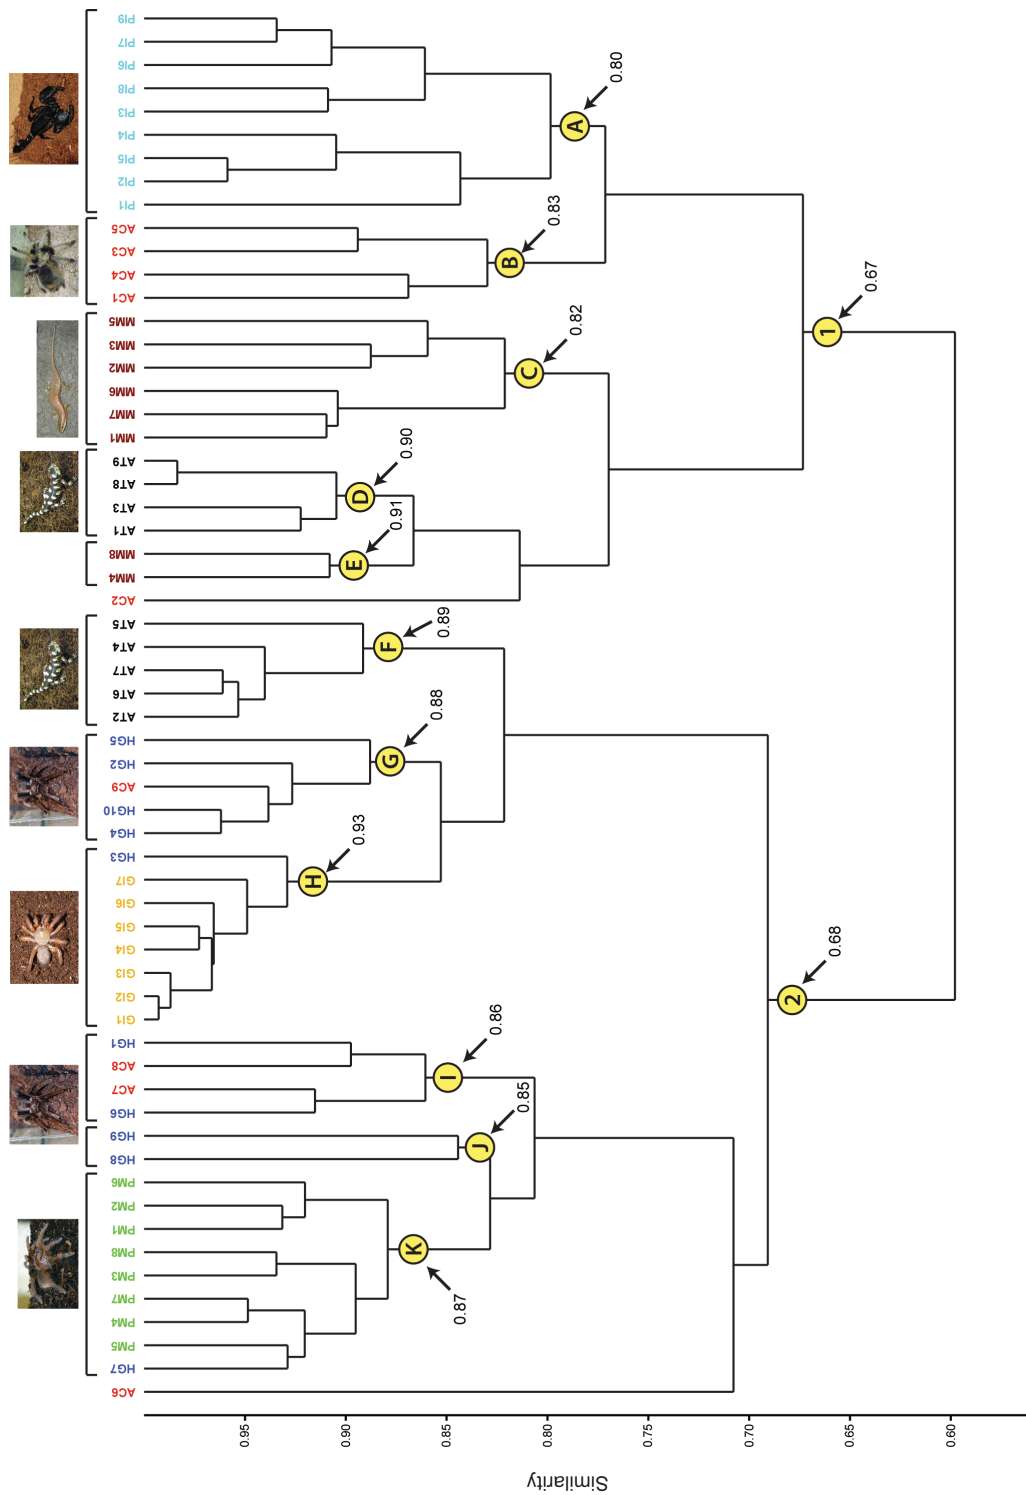 PI9
PI7
PI6
PI8
PI3
PI4
PI5
PI2
PI1
AC5
AC3
AC4
AC1
MM5
MM3
MM2
MM6
MM7
MM1
AT9
AT8
AT3
AT1
MM8
MM4
AC2
AT5
AT4
AT7
AT6
AT2
HG5
HG2
AC9
HG10
HG4
HG3
GI7
GI6
GI5
GI4
GI3
GI2
GI1
HG1
AC8
AC7
HG6
HG9
HG8
PM6
PM2
PM1
PM8
PM3
PM7
PM4
PM5
HG7
AC6
A
0.80
B
0.83
C
0.82
D
0.90
E
0.91
F
0.89
G
0.88
H
0.93
I
0.86
J
0.85
K
0.87
1
0.67
2
0.68
0.95
0.90
0.85
0.80
0.75
0.70
0.65
0.60
Similarity